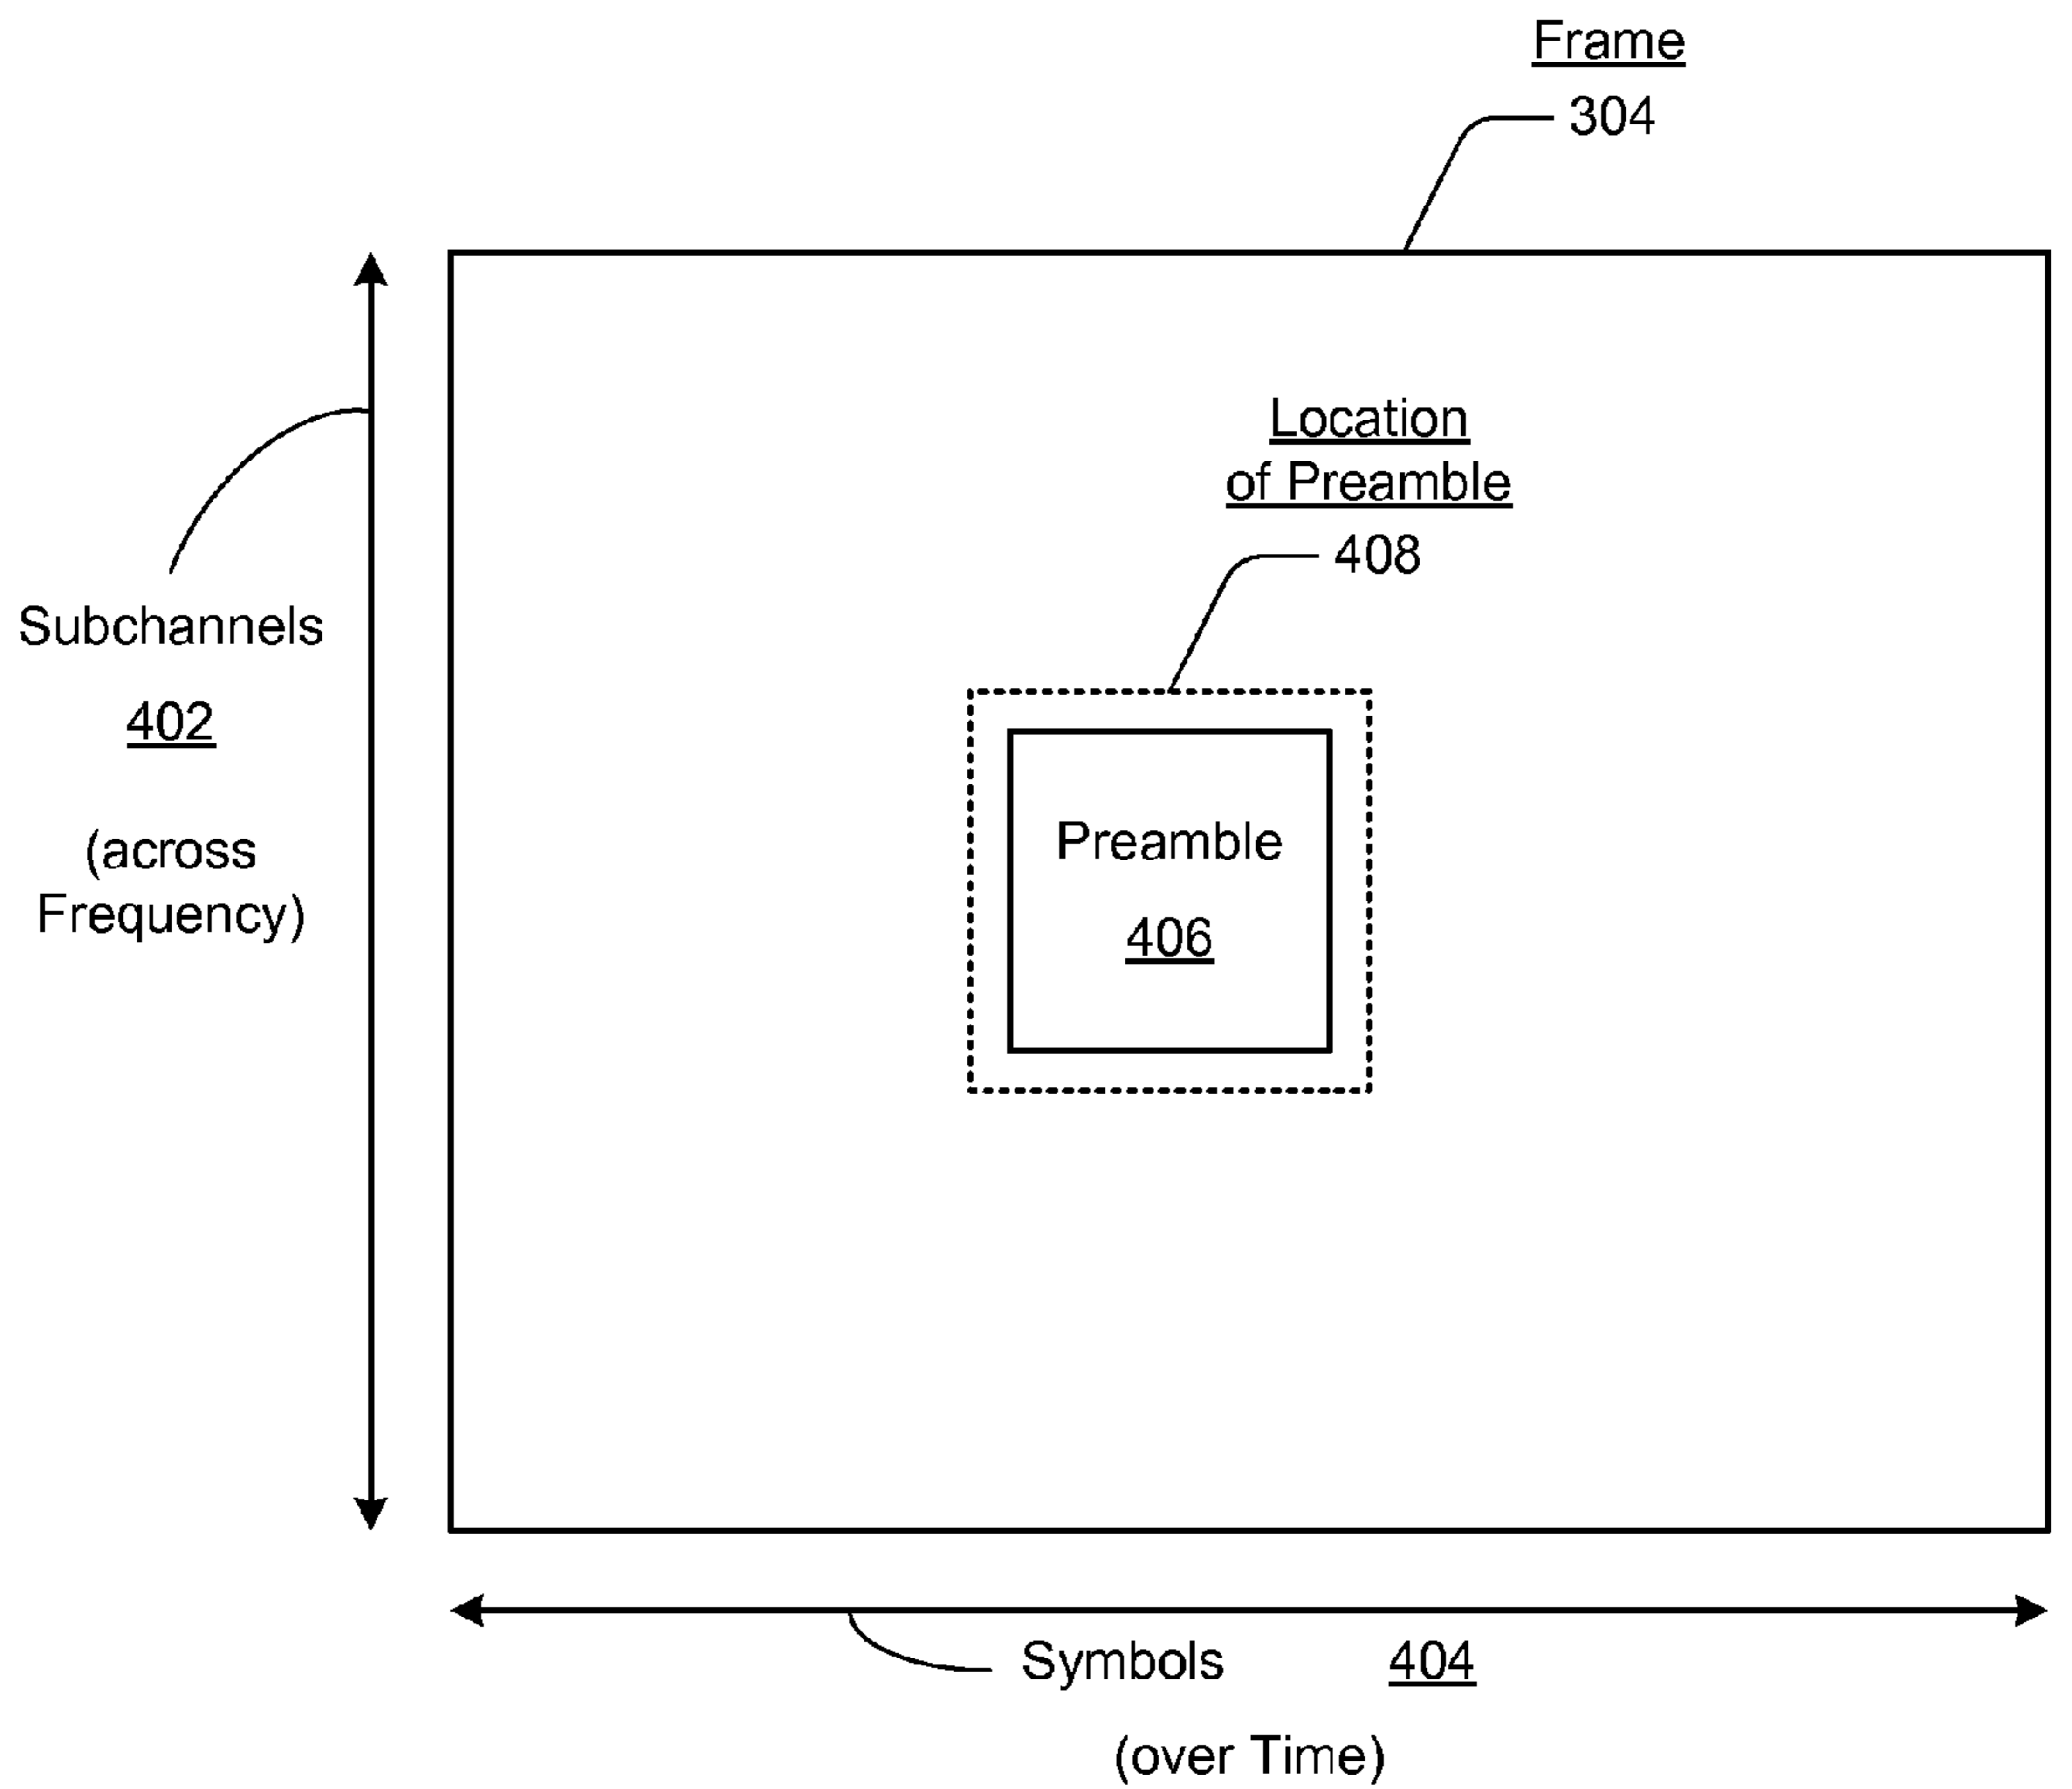 Frame
304
Location
of Preamble
408
Subchannels
402
(across
Frequency)
Preamble
406
Symbols 404
(over Time)